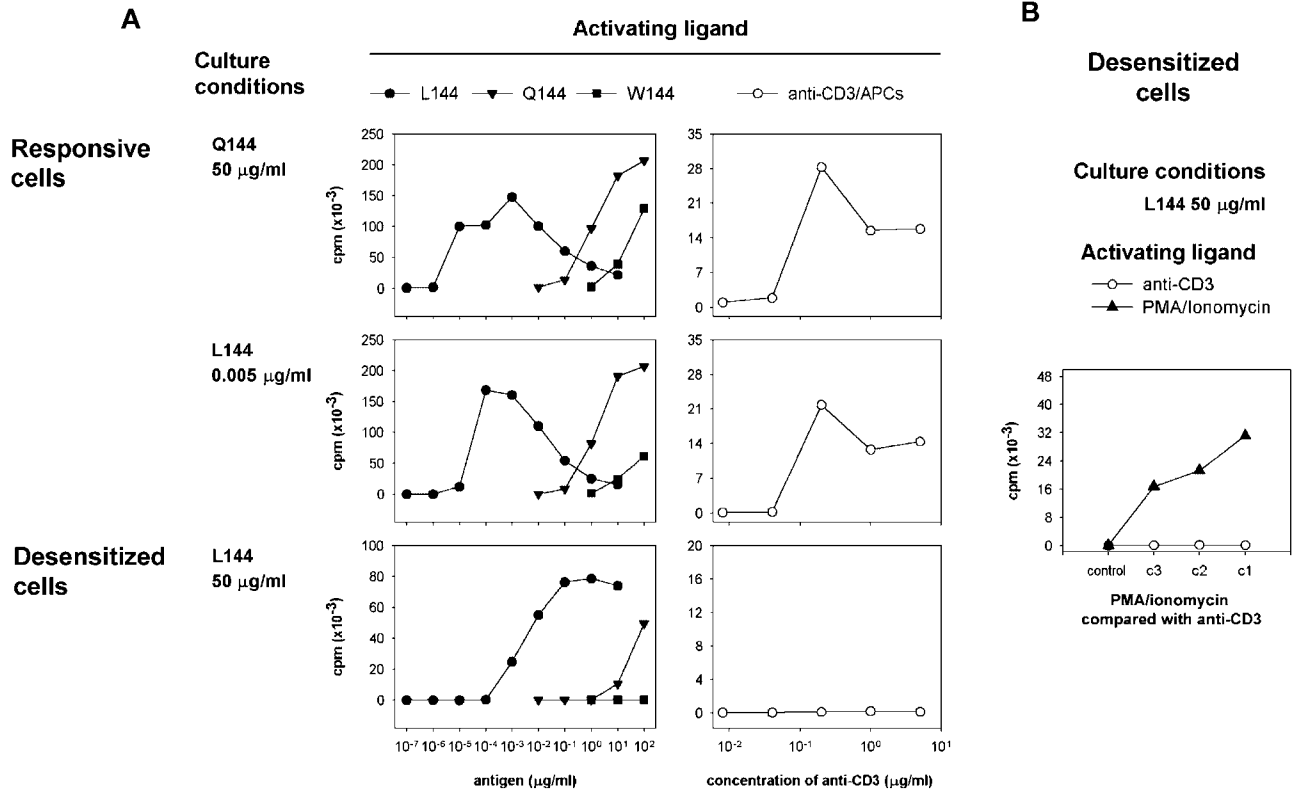 A
Activating ligand
Culture
conditions
L144
Q144
W144
anti-CD3/APCs
Responsive
cells
Q144
50 µg/ml
cpm (x10-3)
250
200
150
100
50
0
35
28
21
14
7
0
L144
0.005 µg/ml
cpm (x10-3)
250
200
150
100
50
0
35
28
21
14
7
0
Desensitized
cells
L144
50 µg/ml
cpm (x10-3)
100
80
60
40
20
0
20
16
12
8
4
0
10-7 10-6 10-5 10-4 10-3 10-2 10-1 100 101 102
antigen (µg/ml)
10-2 10-1 100 101
concentration of anti-CD3 (µg/ml)
B
Desensitized
cells
Culture conditions
L144 50 µg/ml
Activating ligand
anti-CD3
PMA/Ionomycin
cpm (x10-3)
48
40
32
24
16
8
0
control c3 c2 c1
PMA/ionomycin
compared with anti-CD3